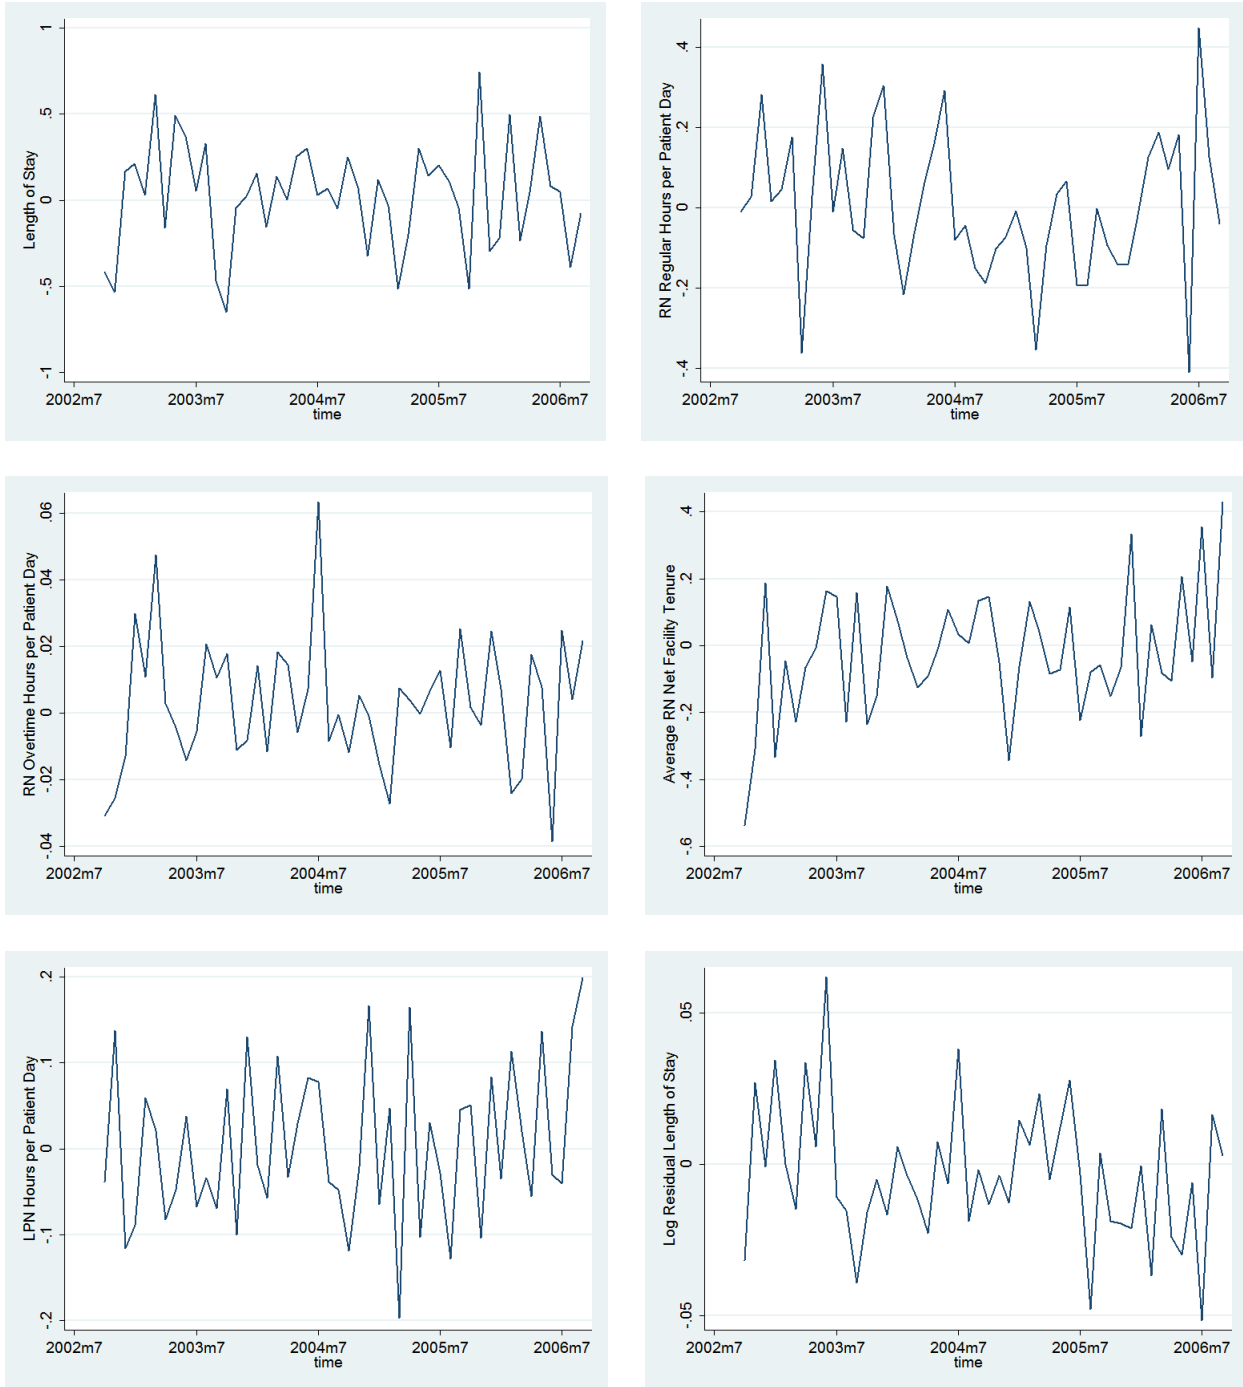 Length of Stay
1
.5
0
-.5
-1
2002m7 2003m7 2004m7 2005m7 2006m7
time
RN Regular Hours per Patient Day
.4
.2
0
-.2
-.4
2002m7 2003m7 2004m7 2005m7 2006m7
time
RN Overtime Hours per Patient Day
.06
.04
.02
0
-.02
-.04
2002m7 2003m7 2004m7 2005m7 2006m7
time
Average RN Net Facility Tenure
.4
.2
0
-.2
-.4
-.6
2002m7 2003m7 2004m7 2005m7 2006m7
time
LPN Hours per Patient Day
.2
.1
0
-.1
-.2
2002m7 2003m7 2004m7 2005m7 2006m7
time
Log Residual Length of Stay
.05
0
-.05
2002m7 2003m7 2004m7 2005m7 2006m7
time